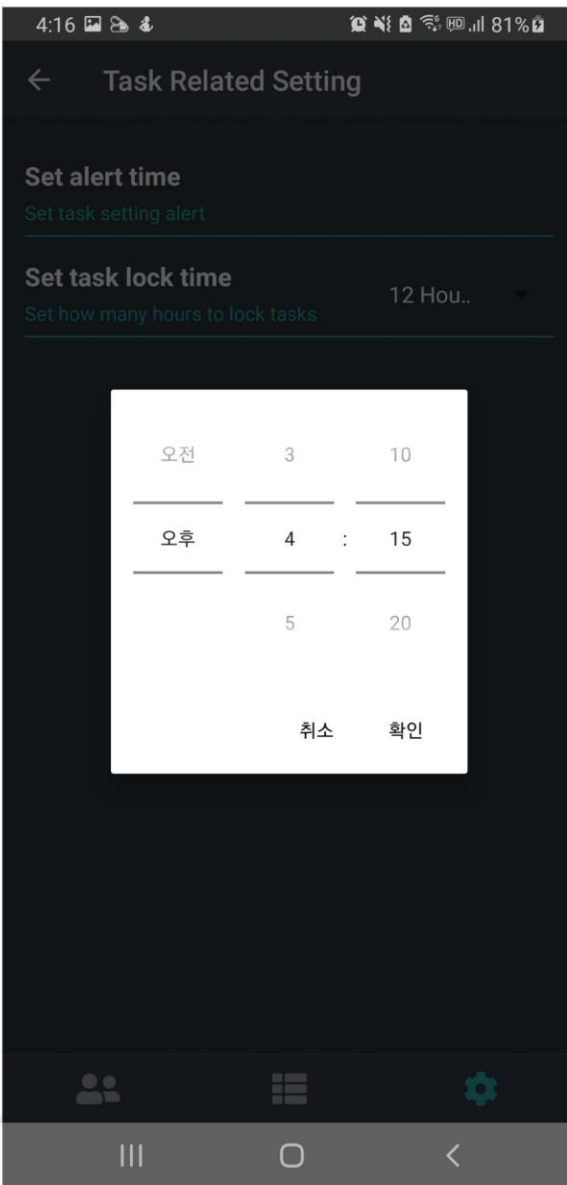 4:16 81%
Task Related Setting
Set alert time
Set task setting alert
Set task lock time
12 Hou..
Set how many hours to lock tasks
오전 3 10
오후 4 : 15
5 20
취소 확인